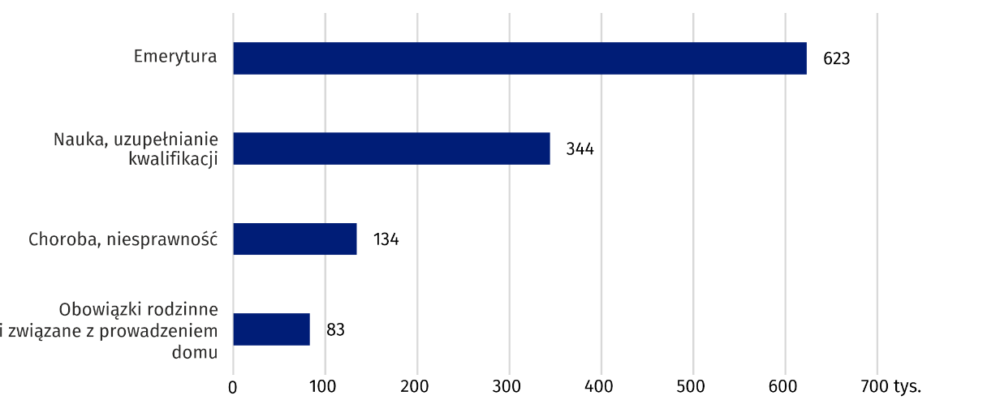 Emerytura
623
Nauka, uzupełnianie
kwalifikacji
344
Choroba, niesprawność
134
Obowiązki rodzinne
i związane z prowadzeniem
domu
83
0 100 200 300 400 500 600 700 tys.